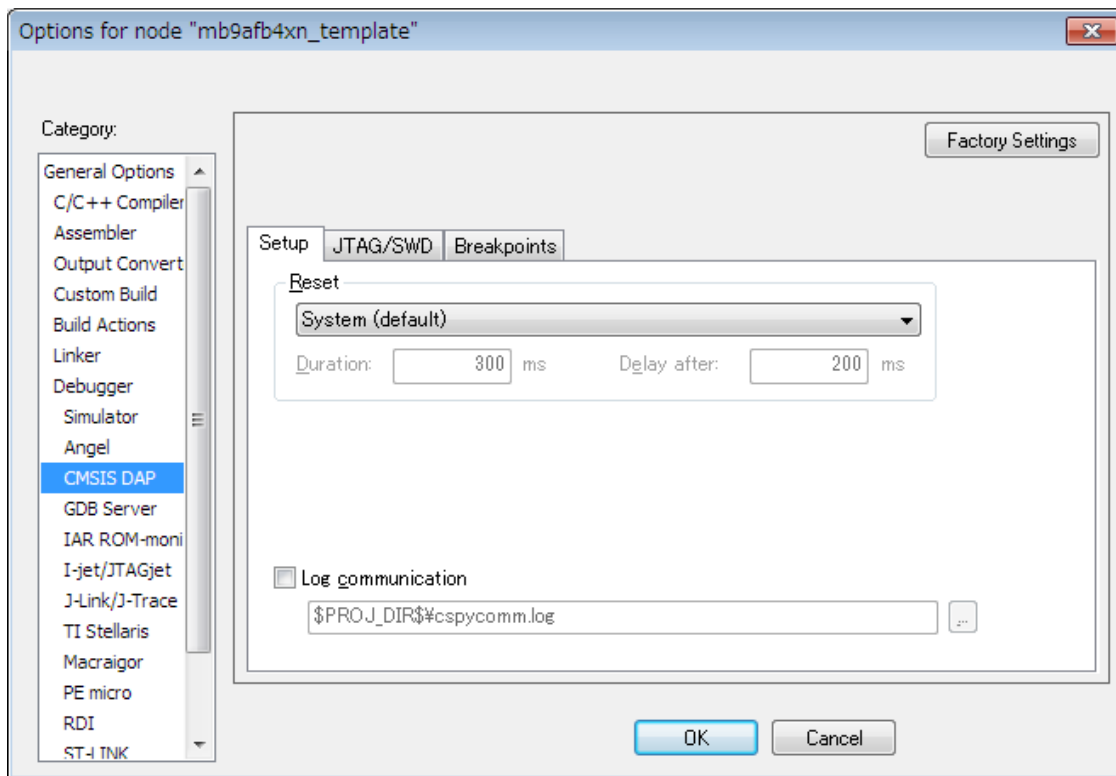 Options for node "mb9afb4xn_template"
Category:
Factory Settings
General Options
C/C++ Compiler
Assembler
Output Convert
Custom Build
Build Actions
Linker
Debugger
Simulator
Angel
CMSIS DAP
GDB Server
IAR ROM-moni
I-jet/JTAGjet
J-Link/J-Trace
TI Stellaris
Macraigor
PE micro
RDI
ST-LINK
Setup JTAG/SWD Breakpoints
Reset
System (default)
Duration: 300 ms Delay after: 200 ms
Log communication
$PROJ_DIR$¥cspycomm.log
...
OK Cancel